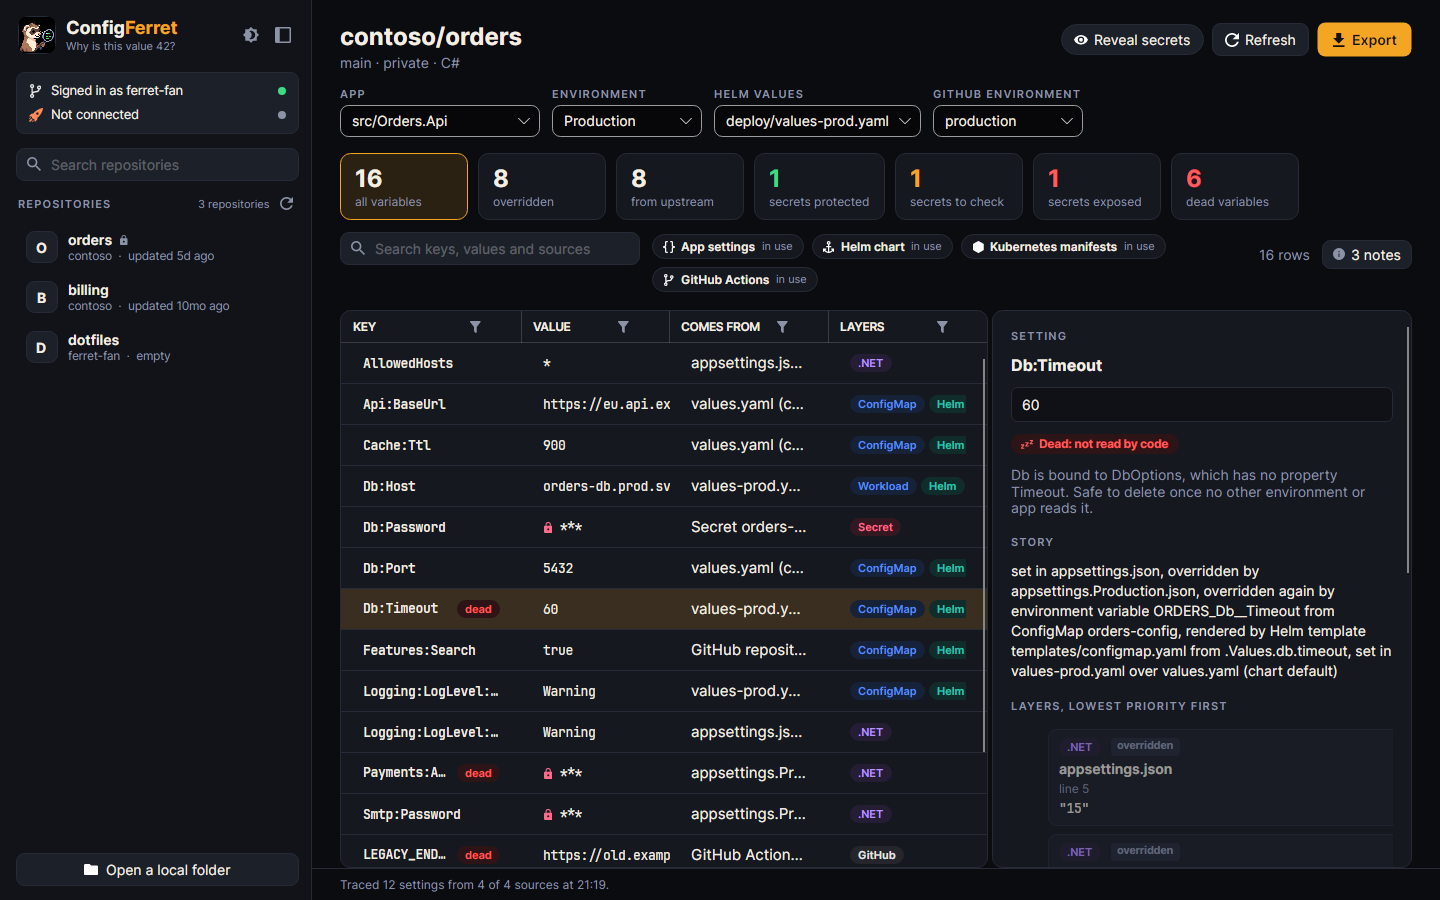 ConfigFerret
Why is this value 42?
Signed in as ferret-fan
Not connected
Search repositories
REPOSITORIES
3 repositories
O
orders
contoso · updated 5d ago
B
billing
contoso · updated 10mo ago
D
dotfiles
ferret-fan · empty
Open a local folder
contoso/orders
main · private · C#
Reveal secrets
Refresh
Export
APP
ENVIRONMENT
HELM VALUES
GITHUB ENVIRONMENT
src/Orders.Api
Production
deploy/values-prod.yaml
production
16
all variables
8
overridden
8
from upstream
1
secrets protected
1
secrets to check
1
secrets exposed
6
dead variables
Search keys, values and sources
{} App settings in use
Helm chart in use
Kubernetes manifests in use
GitHub Actions in use
16 rows
3 notes
KEY VALUE COMES FROM LAYERS
AllowedHosts * appsettings.js... .NET
Api:BaseUrl https://eu.api.ex values.yaml (c... ConfigMap Helm
Cache:Ttl 900 values.yaml (c... ConfigMap Helm
Db:Host orders-db.prod.sv values-prod.y... Workload Helm
Db:Password *** Secret orders-... Secret
Db:Port 5432 values.yaml (c... ConfigMap Helm
Db:Timeout dead 60 values-prod.y... ConfigMap Helm
Features:Search true GitHub reposit... ConfigMap Helm
Logging:LogLevel:... Warning values-prod.y... ConfigMap Helm
Logging:LogLevel:... Warning appsettings.js... .NET
Payments:A... dead *** appsettings.Pr... .NET
Smtp:Password *** appsettings.Pr... .NET
LEGACY_END... dead https://old.examp GitHub Action... GitHub
SETTING
Db:Timeout
60
Dead: not read by code
Db is bound to DbOptions, which has no property
Timeout. Safe to delete once no other environment or
app reads it.
STORY
set in appsettings.json, overridden by
appsettings.Production.json, overridden again by
environment variable ORDERS_Db__Timeout from
ConfigMap orders-config, rendered by Helm template
templates/configmap.yaml from .Values.db.timeout, set in
values-prod.yaml over values.yaml (chart default)
LAYERS, LOWEST PRIORITY FIRST
.NET overridden
appsettings.json
line 5
"15"
.NET overridden
Traced 12 settings from 4 of 4 sources at 21:19.